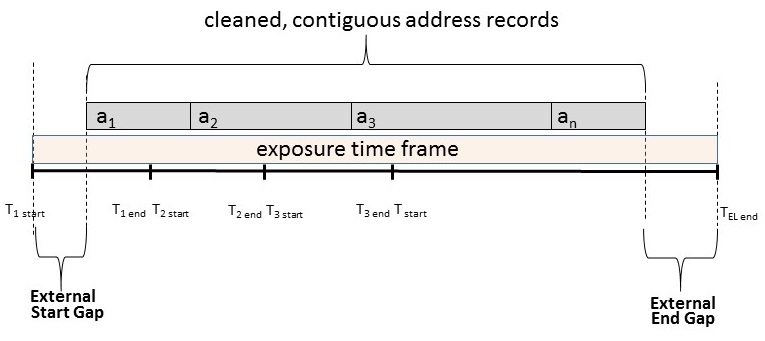 cleaned, contiguous address records
a1 a2 a3 an
exposure time frame
T1 start T1 end T2 start T2 end T3 start T3 end T start TEL end
External
Start Gap
External
End Gap